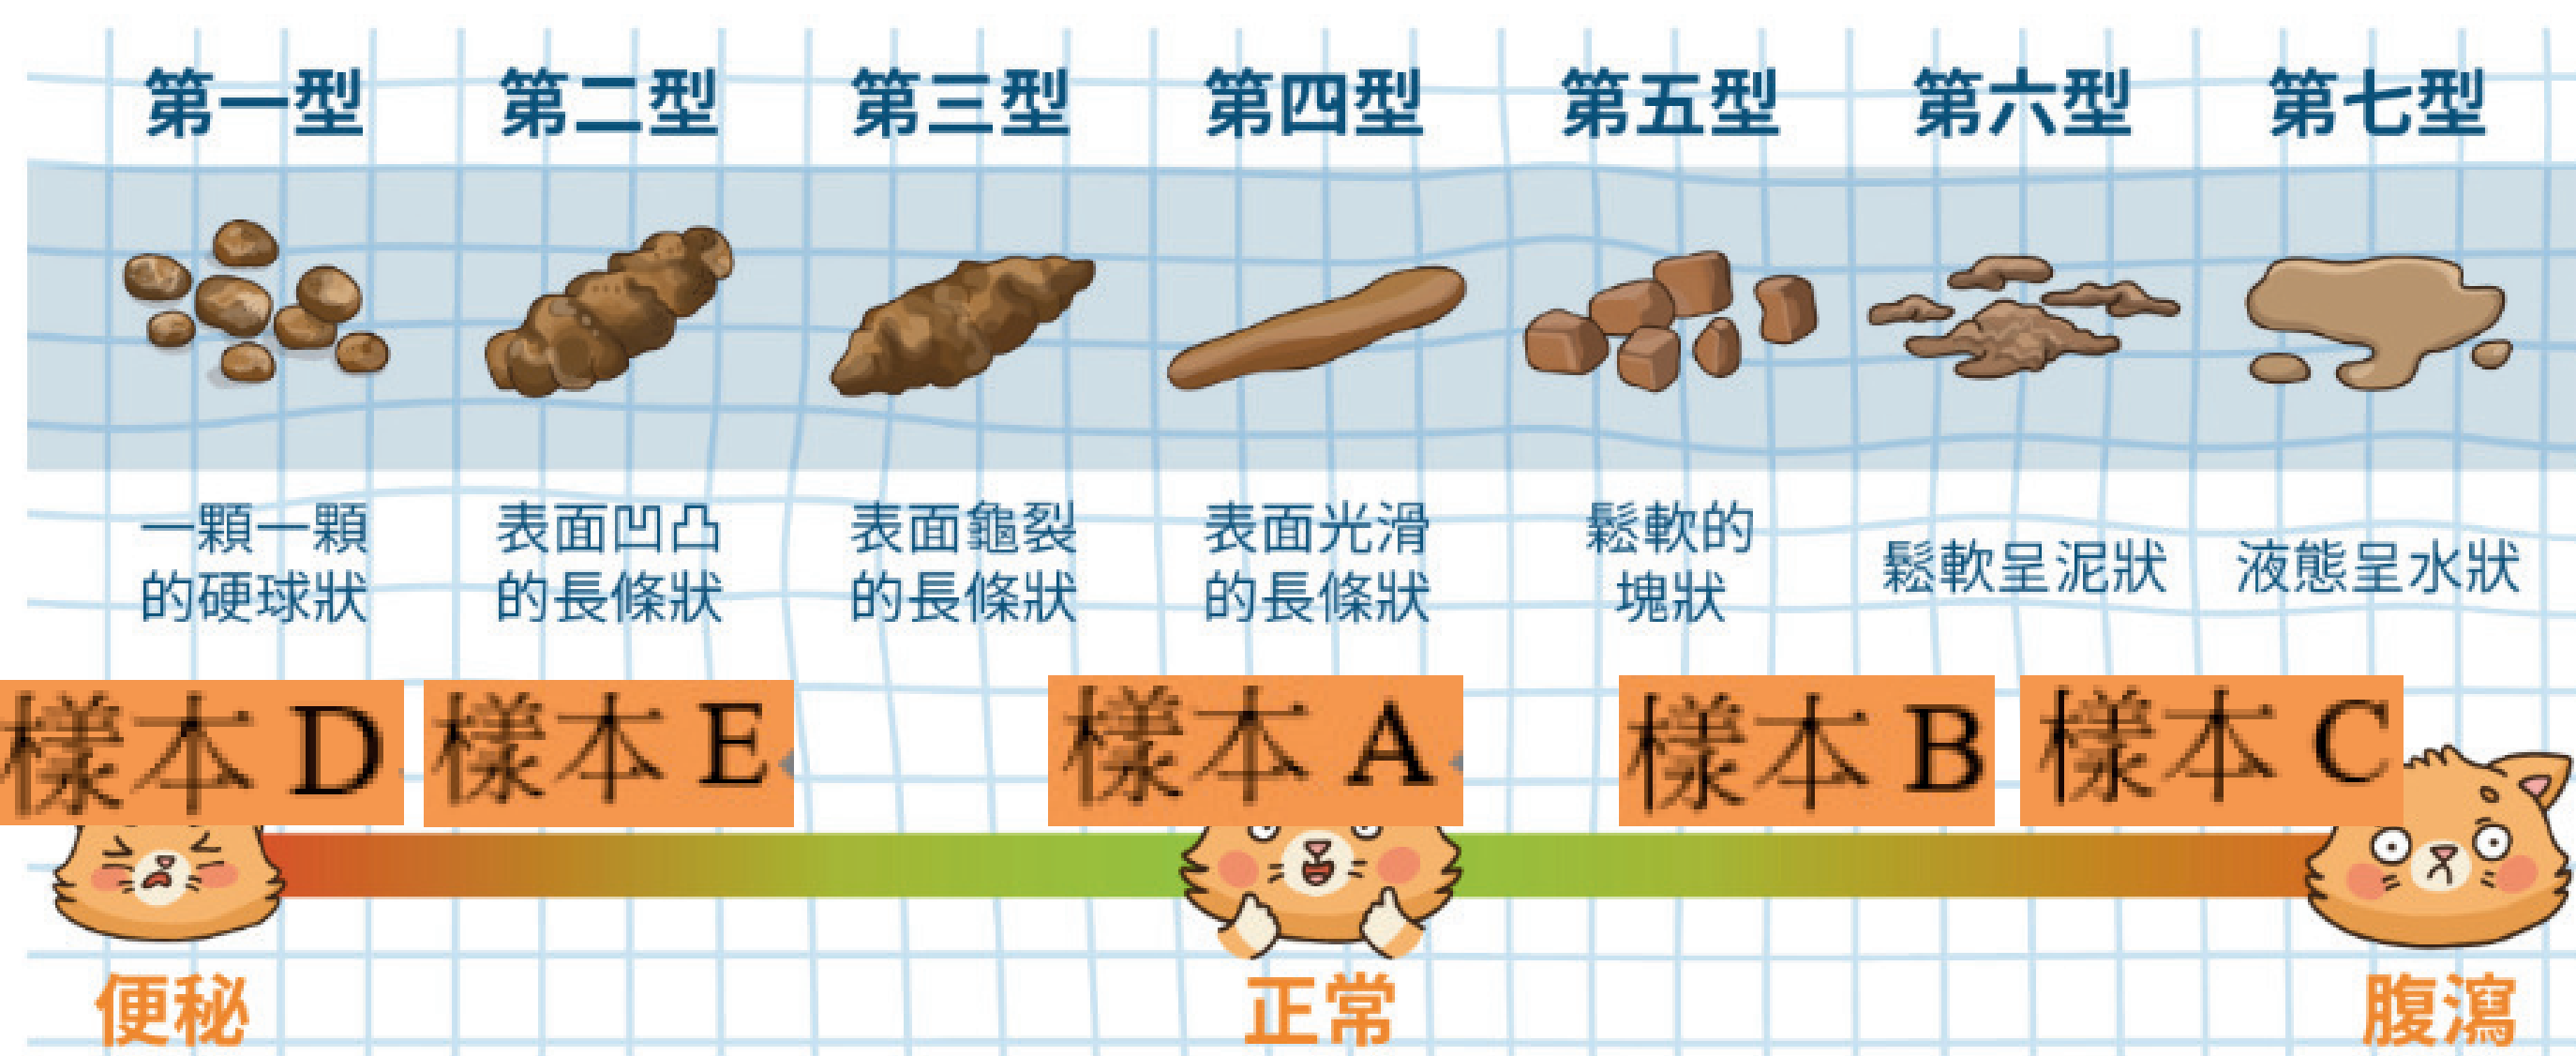 第一型 第二型 第三型 第四型 第五型 第六型 第七型
一顆一顆
的硬球狀
表面凹凸
的長條狀
表面龜裂
的長條狀
表面光滑
的長條狀
鬆軟的
塊狀
鬆軟呈泥狀
液態呈水狀
樣本 D 樣本 E 樣本 A 樣本 B 樣本 C
便秘 正常 腹瀉